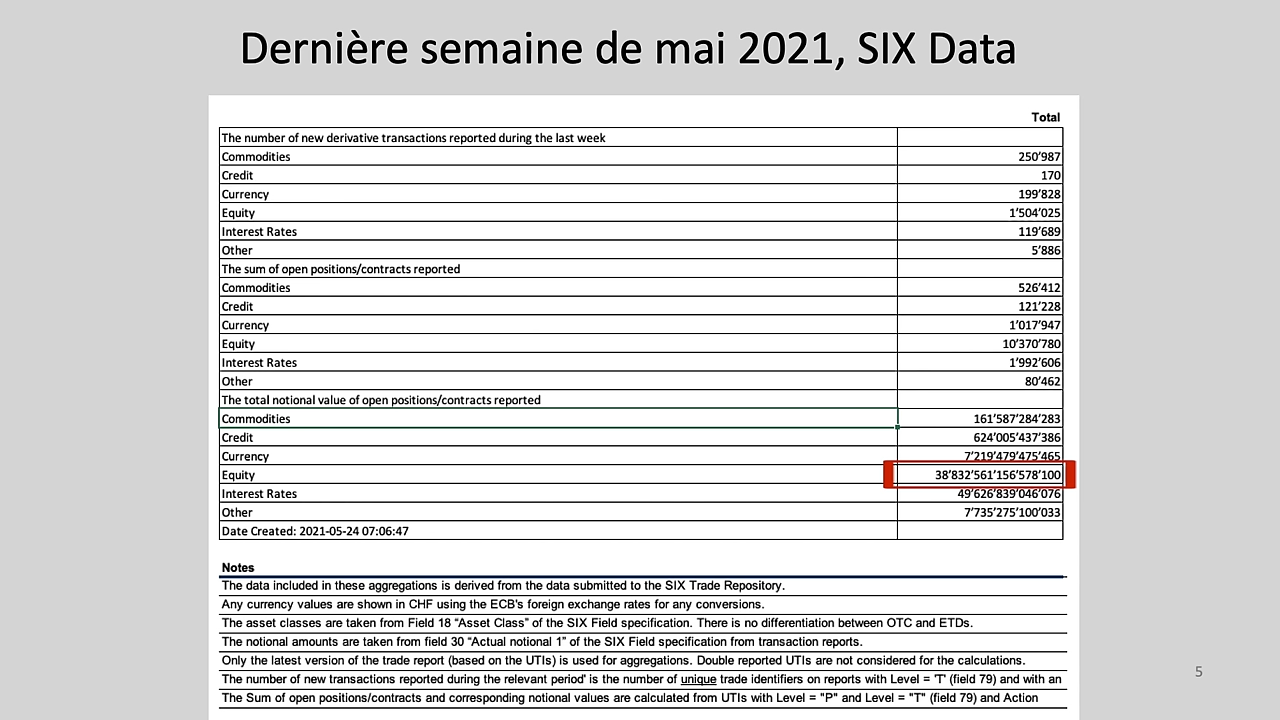 Dernière semaine de mai 2021, SIX Data
Total
The number of new derivative transactions reported during the last week
Commodities 250'987
Credit 170
Currency 199'828
Equity 1'504'025
Interest Rates 119'689
Other 5'886
The sum of open positions/contracts reported
Commodities 526'412
Credit 121'228
Currency 1'017'947
Equity 10'370'780
Interest Rates 1'992'606
Other 80'462
The total notional value of open positions/contracts reported
Commodities 161'587'284'283
Credit 624'005'437'386
Currency 7'219'479'475'465
Equity 38'832'561'156'578'100
Interest Rates 49'626'839'046'076
Other 7'735'275'100'033
Date Created: 2021-05-24 07:06:47
Notes
The data included in these aggregations is derived from the data submitted to the SIX Trade Repository.
Any currency values are shown in CHF using the ECB's foreign exchange rates for any conversions.
The asset classes are taken from Field 18 “Asset Class” of the SIX Field specification. There is no differentiation between OTC and ETDs.
The notional amounts are taken from field 30 “Actual notional 1” of the SIX Field specification from transaction reports.
Only the latest version of the trade report (based on the UTIs) is used for aggregations. Double reported UTIs are not considered for the calculations.
The number of new transactions reported during the relevant period' is the number of unique trade identifiers on reports with Level = 'T' (field 79) and with an
The Sum of open positions/contracts and corresponding notional values are calculated from UTIs with Level = "P" and Level = "T" (field 79) and Action
5